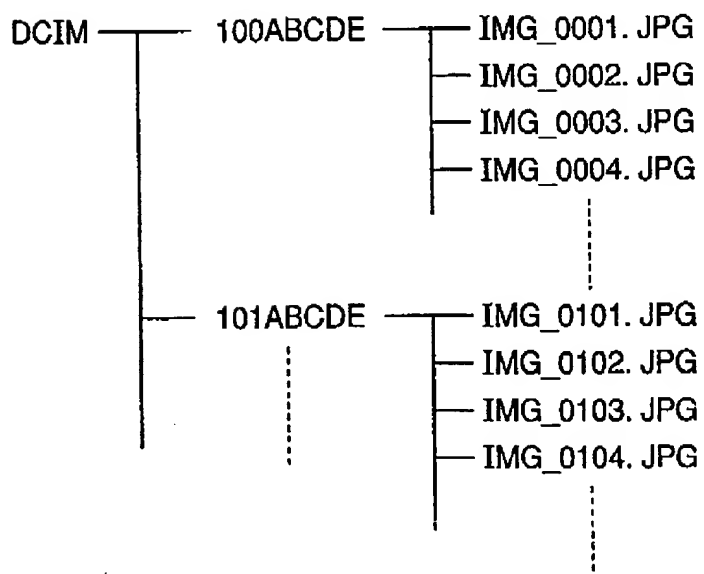 DCIM 100ABCDE IMG_0001. JPG
IMG_0002. JPG
IMG_0003. JPG
IMG_0004. JPG
101ABCDE IMG_0101. JPG
IMG_0102. JPG
IMG_0103. JPG
IMG_0104. JPG